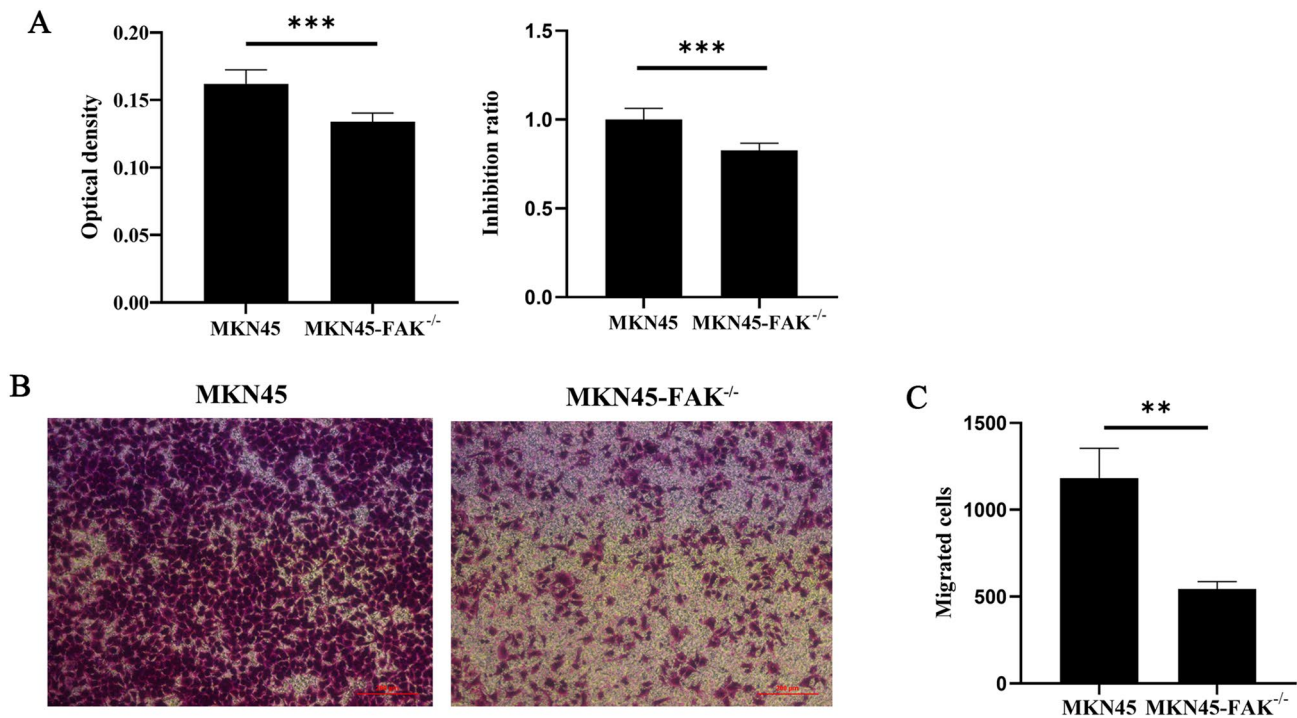 A
***
0.20
0.15
0.10
0.05
0.00
Optical density
MKN45
MKN45-FAK-/-
***
1.5
1.0
0.5
0.0
Inhibition ratio
MKN45
MKN45-FAK-/-
B
MKN45
MKN45-FAK-/-
C
**
1500
1000
500
0
Migrated cells
MKN45
MKN45-FAK-/-